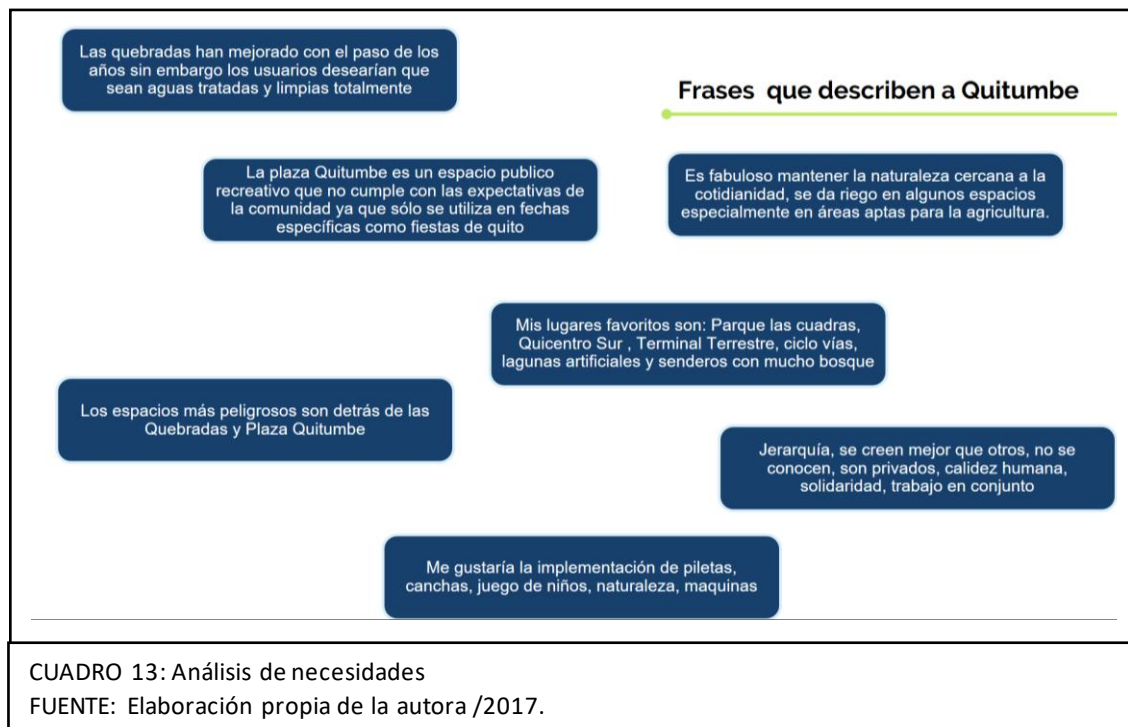 Las quebradas han mejorado con el paso de los
años sin embargo los usuarios desearían que
sean aguas tratadas y limpias totalmente
Frases que describen a Quitumbe
La plaza Quitumbe es un espacio publico
recreativo que no cumple con las expectativas de
la comunidad ya que sólo se utiliza en fechas
específicas como fiestas de quito
Es fabuloso mantener la naturaleza cercana a la
cotidianidad, se da riego en algunos espacios
especialmente en áreas aptas para la agricultura.
Mis lugares favoritos son: Parque las cuadras,
Quicentro Sur , Terminal Terrestre, ciclo vías,
lagunas artificiales y senderos con mucho bosque
Los espacios más peligrosos son detrás de las
Quebradas y Plaza Quitumbe
Jerarquía, se creen mejor que otros, no se
conocen, son privados, calidez humana,
solidaridad, trabajo en conjunto
Me gustaría la implementación de piletas,
canchas, juego de niños, naturaleza, maquinas
CUADRO 13: Análisis de necesidades
FUENTE: Elaboración propia de la autora /2017.